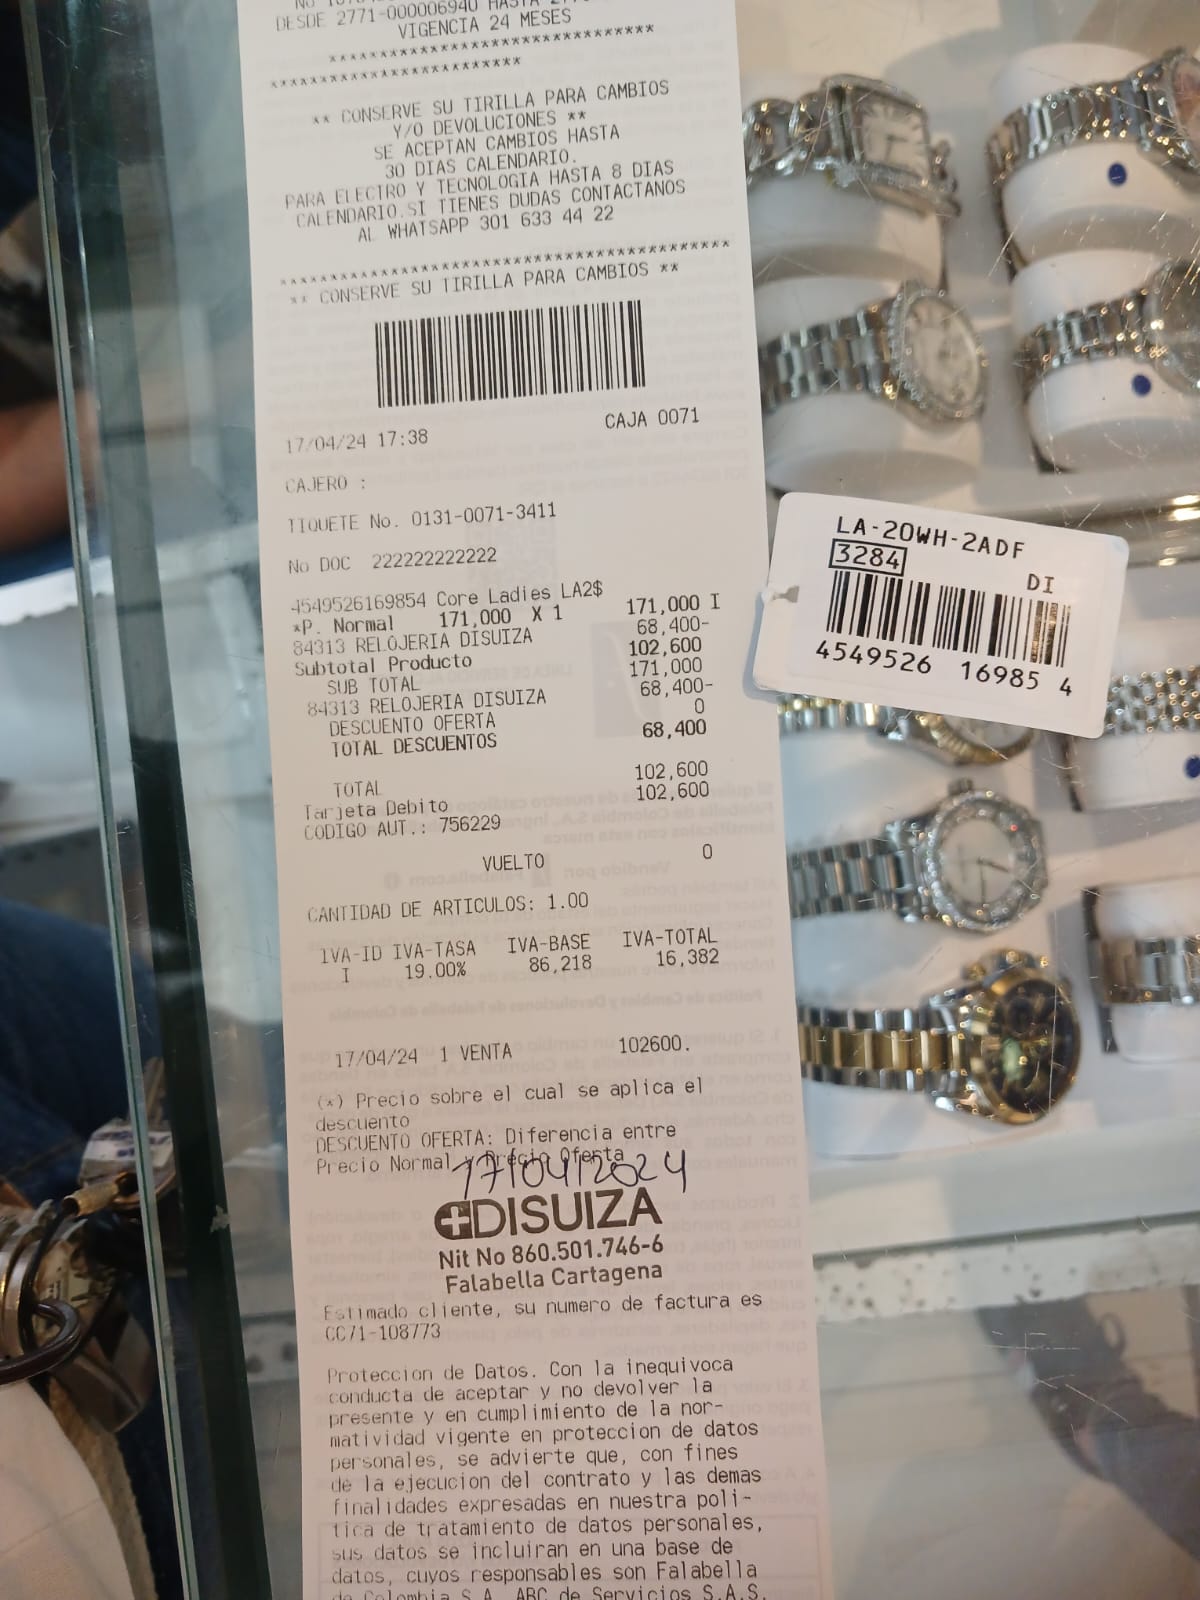 DESDE 2771-000006940 HASTA
VIGENCIA 24 MESES
******************************
************************
** CONSERVE SU TIRILLA PARA CAMBIOS
Y/O DEVOLUCIONES **
SE ACEPTAN CAMBIOS HASTA
30 DIAS CALENDARIO.
PARA ELECTRO Y TECNOLOGIA HASTA 8 DIAS
CALENDARIO.SI TIENES DUDAS CONTACTANOS
AL WHATSAPP 301 633 44 22
******************************************
** CONSERVE SU TIRILLA PARA CAMBIOS **
17/04/24 17:38 CAJA 0071
CAJERO :
TIQUETE No. 0131-0071-3411
No DOC 222222222222
4549526169854 Core Ladies LA2$
*P. Normal 171,000 X 1 171,000 I
84313 RELOJERIA DISUIZA 68,400-
Subtotal Producto 102,600
SUB TOTAL 171,000
84313 RELOJERIA DISUIZA 68,400-
DESCUENTO OFERTA 0
TOTAL DESCUENTOS 68,400
TOTAL 102,600
Tarjeta Debito 102,600
CODIGO AUT.: 756229
VUELTO 0
CANTIDAD DE ARTICULOS: 1.00
IVA-ID IVA-TASA IVA-BASE IVA-TOTAL
I 19.00% 86,218 16,382
17/04/24 1 VENTA 102600.
(*) Precio sobre el cual se aplica el
descuento
DESCUENTO OFERTA: Diferencia entre
Precio Normal y Precio Oferta
17/04/2024
DISUIZA
Nit No 860.501.746-6
Falabella Cartagena
Estimado cliente, su numero de factura es
CC71-108773
Proteccion de Datos. Con la inequivoca
conducta de aceptar y no devolver la
presente y en cumplimiento de la nor-
matividad vigente en proteccion de datos
personales, se advierte que, con fines
de la ejecucion del contrato y las demas
finalidades expresadas en nuestra poli-
tica de tratamiento de datos personales,
sus datos se incluiran en una base de
datos, cuyos responsables son Falabella
de Colombia S.A. ABC de Servicios S.A.S.
LA-20WH-2ADF
3284
DI
4549526 16985 4